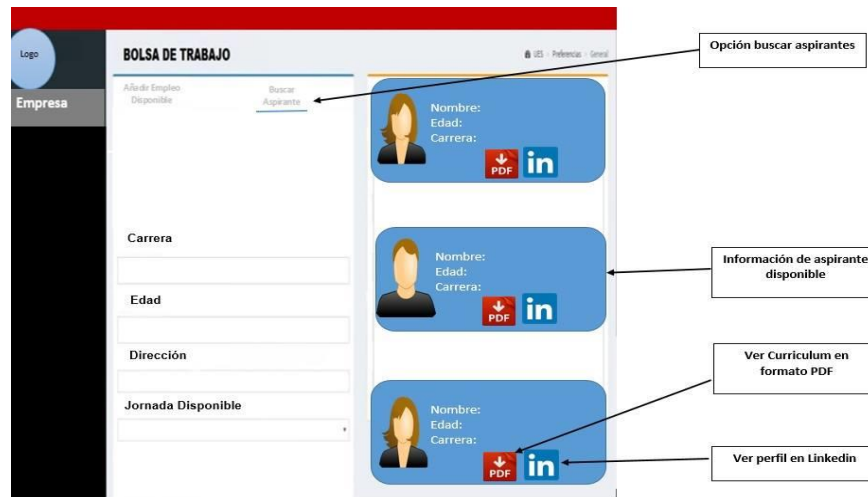 Logo
Empresa
BOLSA DE TRABAJO
UES > Preferencias > General
Añadir Empleo
Disponible
Buscar
Aspirante
Carrera
Edad
Dirección
Jornada Disponible
Nombre:
Edad:
Carrera:
PDF
in
Nombre:
Edad:
Carrera:
PDF
in
Nombre:
Edad:
Carrera:
PDF
in
Opción buscar aspirantes
Información de aspirante
disponible
Ver Curriculum en
formato PDF
Ver perfil en Linkedin